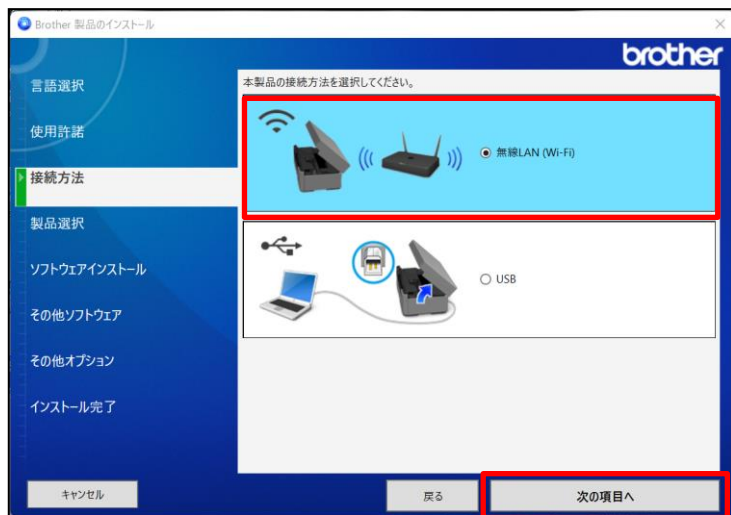 Brother 製品のインストール
brother
言語選択
使用許諾
接続方法
製品選択
ソフトウェアインストール
その他ソフトウェア
その他オプション
インストール完了
本製品の接続方法を選択してください。
無線LAN (Wi-Fi)
USB
キャンセル
戻る
次の項目へ